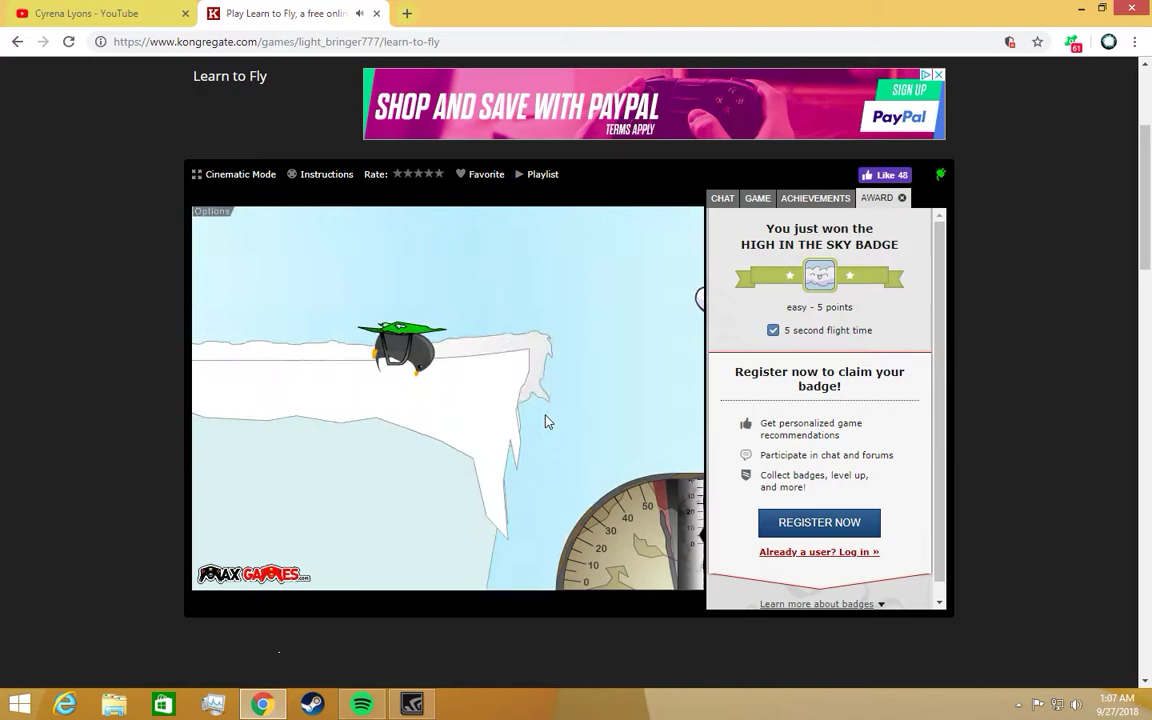 Cyrena Lyons - YouTube
Play Learn to Fly, a free onlin
https://www.kongregate.com/games/light_bringer777/learn-to-fly
61
Learn to Fly
SHOP AND SAVE WITH PAYPAL
TERMS APPLY
SIGN UP
PayPal
Cinematic Mode
Instructions
Rate:
Favorite
Playlist
Like 48
CHAT
GAME
ACHIEVEMENTS
AWARD
Options
You just won the
HIGH IN THE SKY BADGE
easy - 5 points
5 second flight time
Register now to claim your
badge!
Get personalized game
recommendations
Participate in chat and forums
Collect badges, level up,
and more!
REGISTER NOW
Already a user? Log in »
Learn more about badges
50
40
30
20
10
0
MAXGAMES.com
1:07 AM
9/27/2018